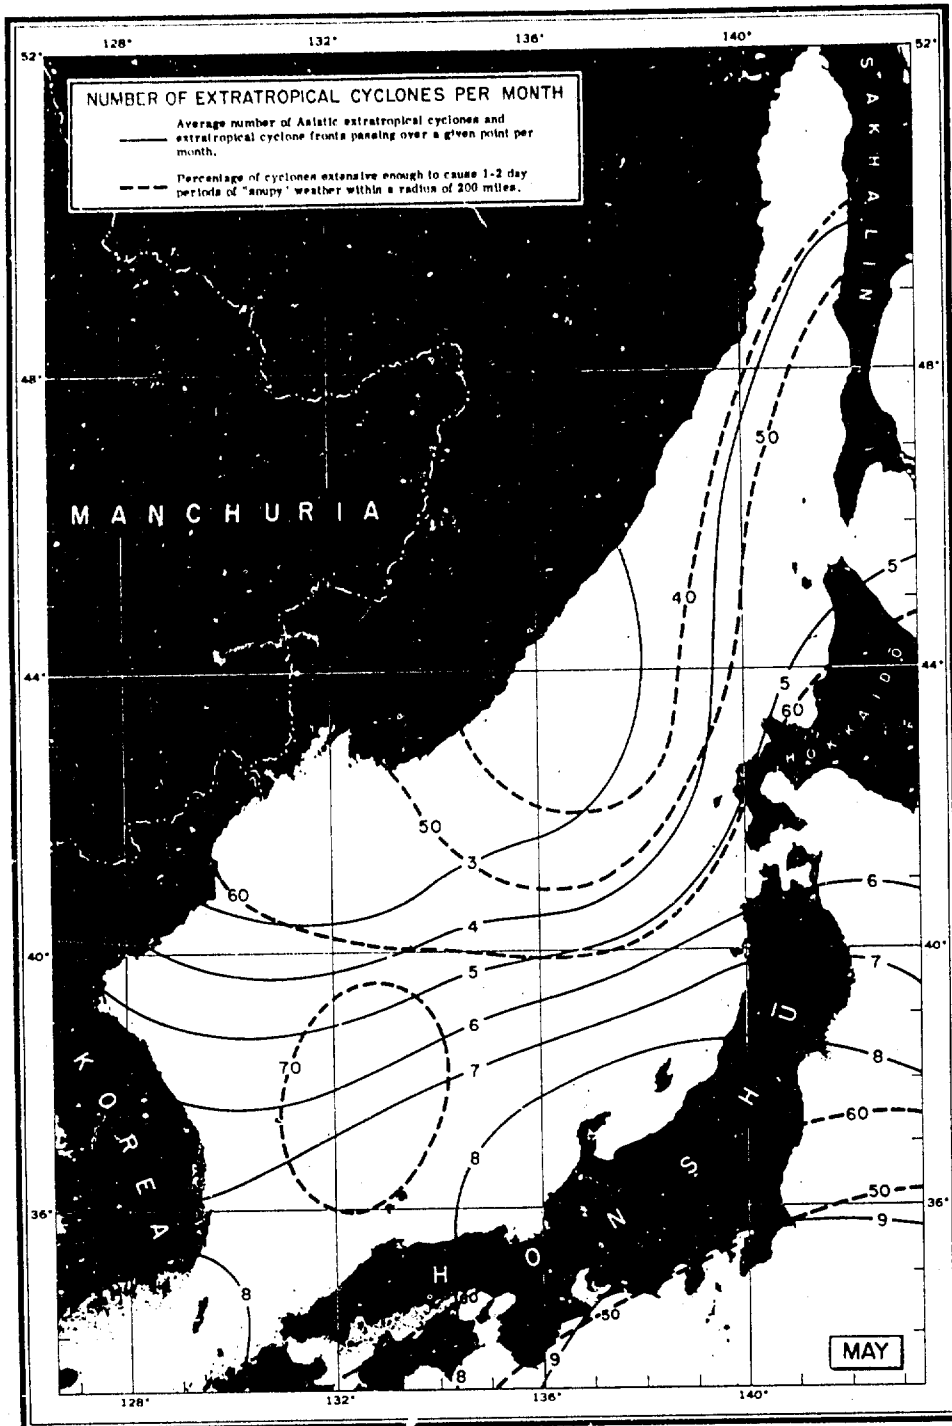 128° 132° 136° 140°
52° 52°
NUMBER OF EXTRATROPICAL CYCLONES PER MONTH
Average number of Asiatic extratropical cyclones and
extratropical cyclone fronts passing over a given point per
month.
Percentage of cyclones extensive enough to cause 1-2 day
periods of "soupy" weather within a radius of 200 miles.
SAKHALIN
48° 48°
50
MANCHURIA
5
40
44° 44°
5
60
HOKKAIDO
50
3
60
6
4
40° 40°
5
7
6
70
7
8
KOREA
60
8
50
36° 36°
9
HONSHU
8
50
9
8
MAY
128° 132° 136° 140°